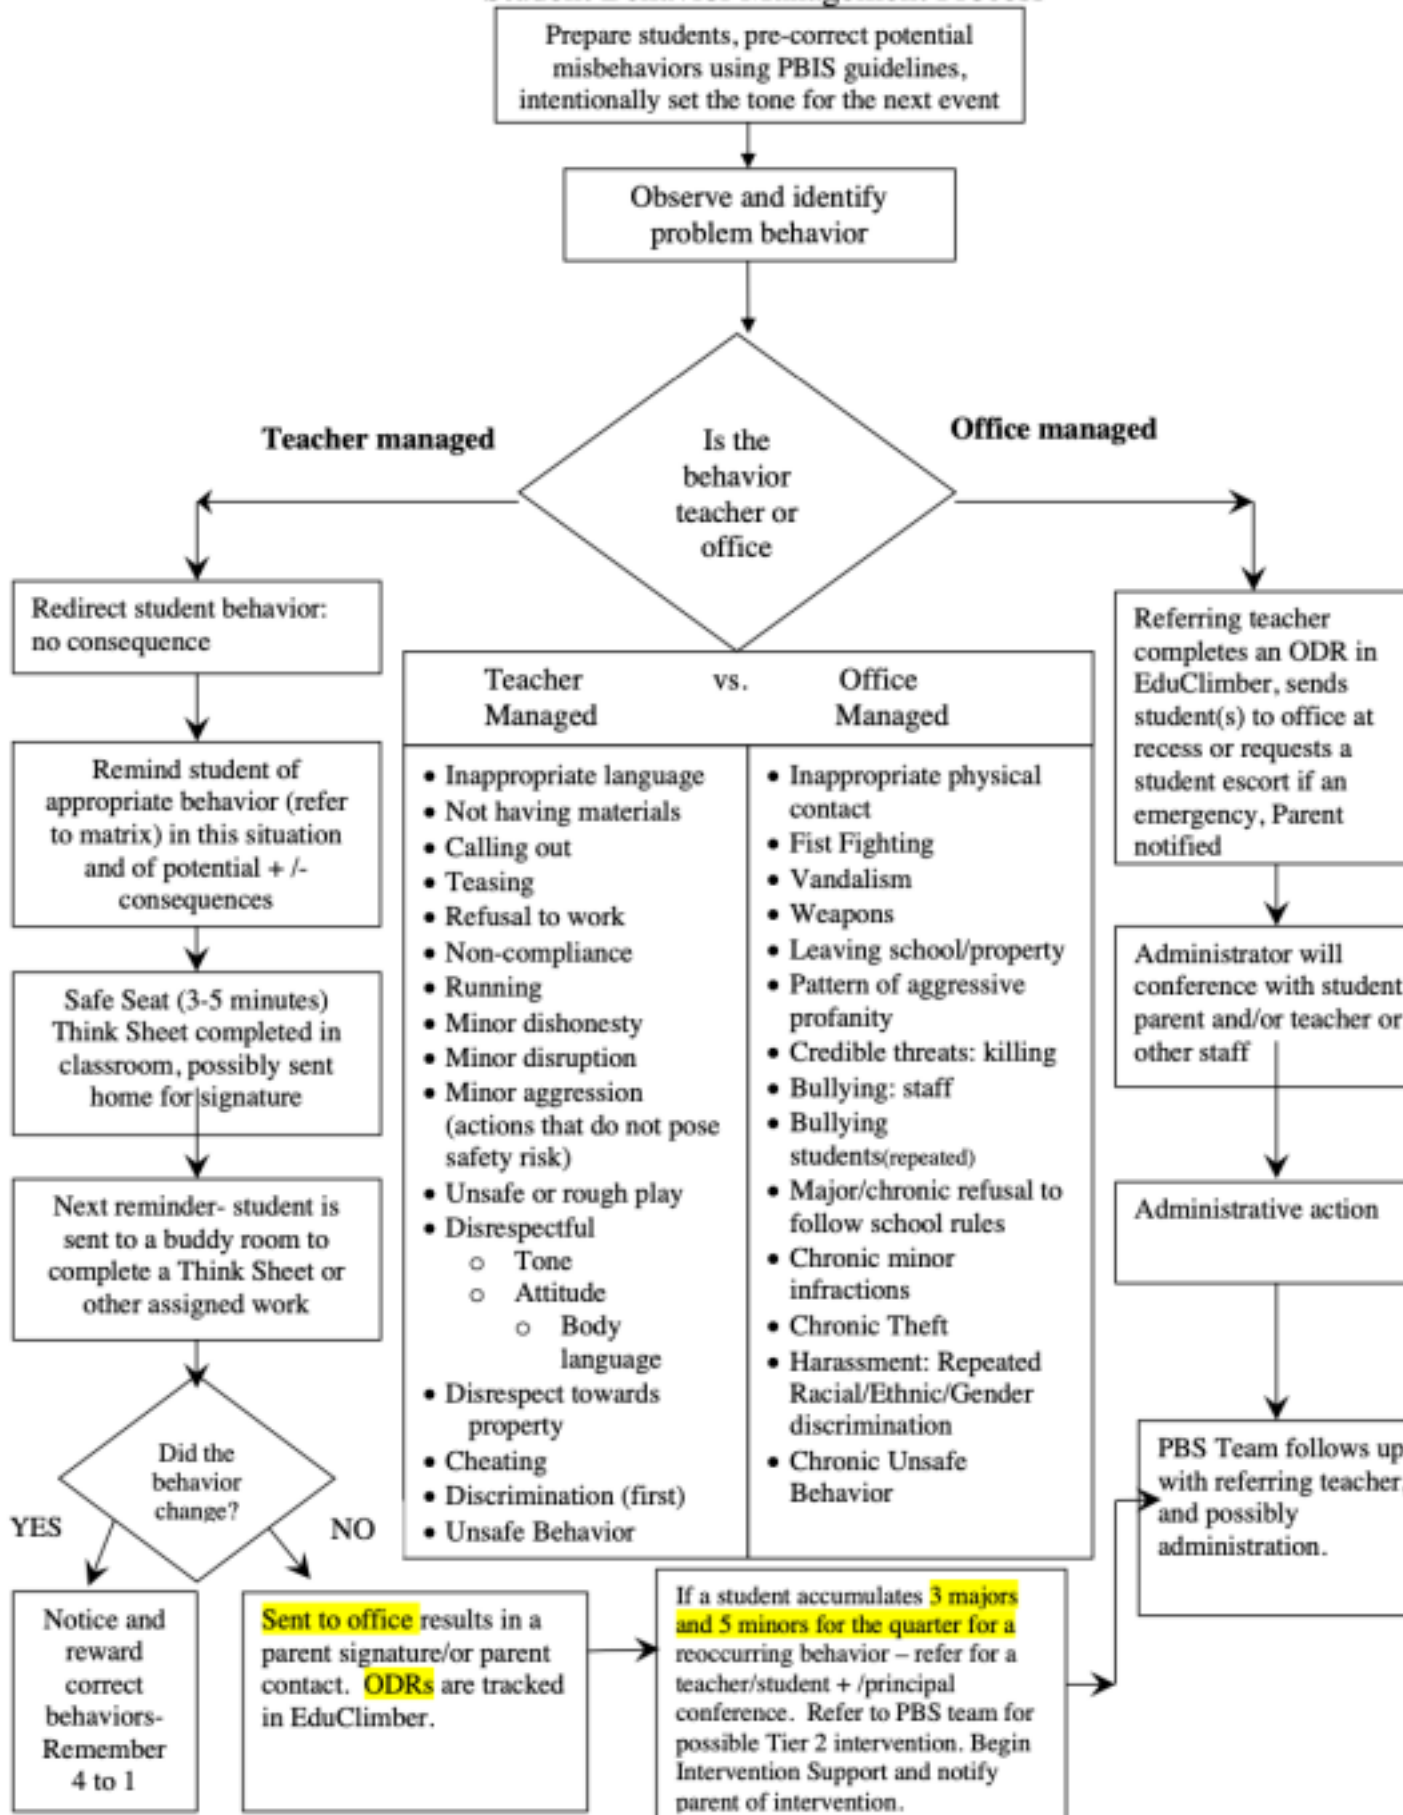 Prepare students, pre-correct potential
misbehaviors using PBIS guidelines,
intentionally set the tone for the next event
Observe and identify
problem behavior
Is the
behavior
teacher or
office
Teacher managed
Office managed
Redirect student behavior:
no consequence
Remind student of
appropriate behavior (refer
to matrix) in this situation
and of potential + /-
consequences
Safe Seat (3-5 minutes)
Think Sheet completed in
classroom, possibly sent
home for signature
Next reminder- student is
sent to a buddy room to
complete a Think Sheet or
other assigned work
Did the
behavior
change?
YES
NO
Notice and
reward
correct
behaviors-
Remember
4 to 1
Sent to office results in a
parent signature/or parent
contact. ODRs are tracked
in EduClimber.
Teacher vs. Office
Managed Managed
• Inappropriate language
• Not having materials
• Calling out
• Teasing
• Refusal to work
• Non-compliance
• Running
• Minor dishonesty
• Minor disruption
• Minor aggression
(actions that do not pose
safety risk)
• Unsafe or rough play
• Disrespectful
o Tone
o Attitude
o Body
language
• Disrespect towards
property
• Cheating
• Discrimination (first)
• Unsafe Behavior
• Inappropriate physical
contact
• Fist Fighting
• Vandalism
• Weapons
• Leaving school/property
• Pattern of aggressive
profanity
• Credible threats: killing
• Bullying: staff
• Bullying
students(repeated)
• Major/chronic refusal to
follow school rules
• Chronic minor
infractions
• Chronic Theft
• Harassment: Repeated
Racial/Ethnic/Gender
discrimination
• Chronic Unsafe
Behavior
If a student accumulates 3 majors
and 5 minors for the quarter for a
reoccurring behavior – refer for a
teacher/student + /principal
conference. Refer to PBS team for
possible Tier 2 intervention. Begin
Intervention Support and notify
parent of intervention.
Referring teacher
completes an ODR in
EduClimber, sends
student(s) to office at
recess or requests a
student escort if an
emergency, Parent
notified
Administrator will
conference with student
parent and/or teacher or
other staff
Administrative action
PBS Team follows up
with referring teacher,
and possibly
administration.